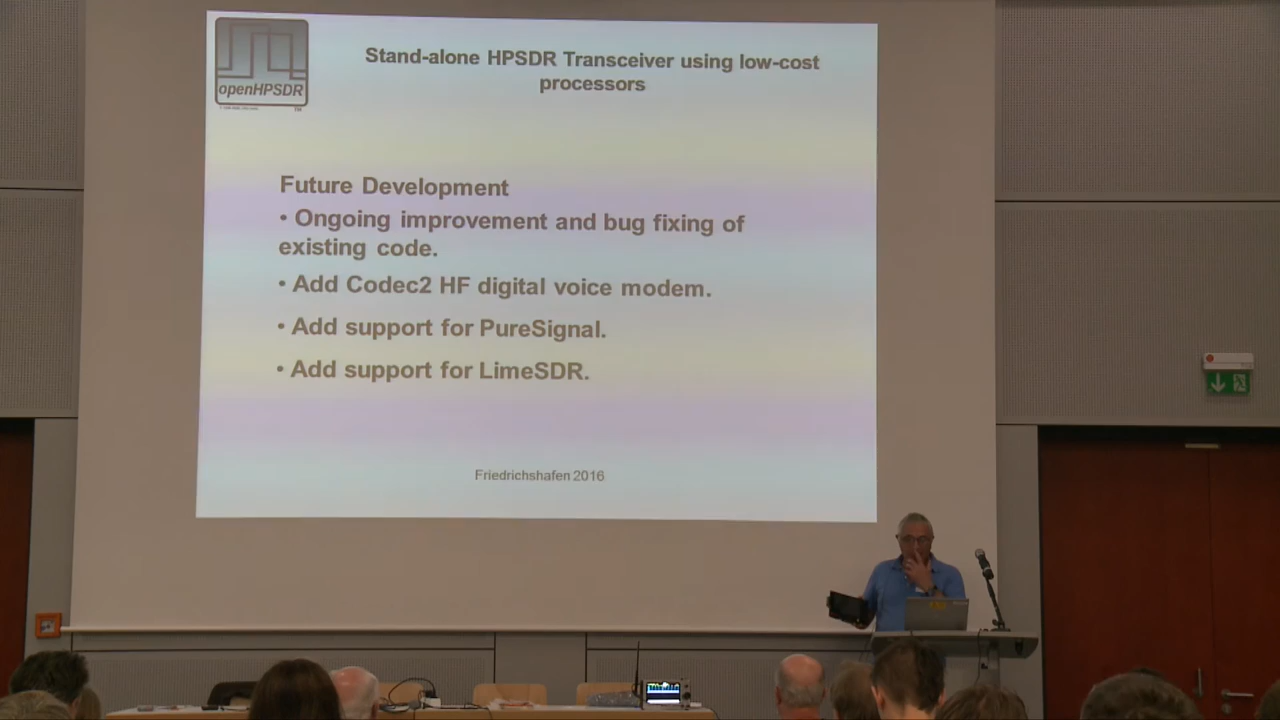 openHPSDR
TM
Stand-alone HPSDR Transceiver using low-cost
processors
Future Development
• Ongoing improvement and bug fixing of
existing code.
• Add Codec2 HF digital voice modem.
• Add support for PureSignal.
• Add support for LimeSDR.
Friedrichshafen 2016